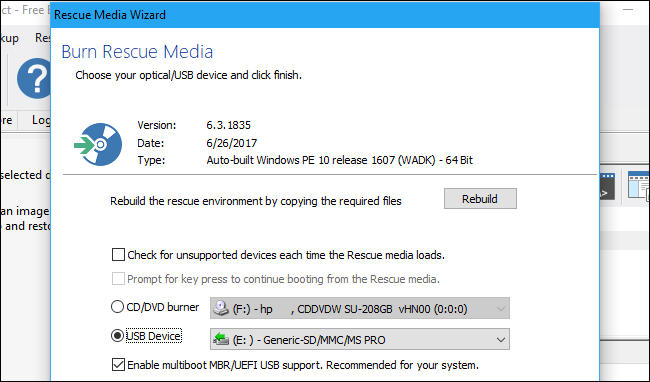 ect - Free
Rescue Media Wizard
kup
Burn Rescue Media
Choose your optical/USB device and click finish.
ore
Log
Version: 6.3.1835
Date: 6/26/2017
Type: Auto-built Windows PE 10 release 1607 (WADK) - 64 Bit
selected d
an image
Rebuild the rescue environment by copying the required files
Rebuild
o and resto
Check for unsupported devices each time the Rescue media loads.
Prompt for key press to continue booting from the Rescue media.
CD/DVD burner
(F:) - hp , CDDVDW SU-208GB vHN00 (0:0:0)
USB Device
(E: ) - Generic-SD/MMC/MS PRO
Enable multiboot MBR/UEFI USB support. Recommended for your system.